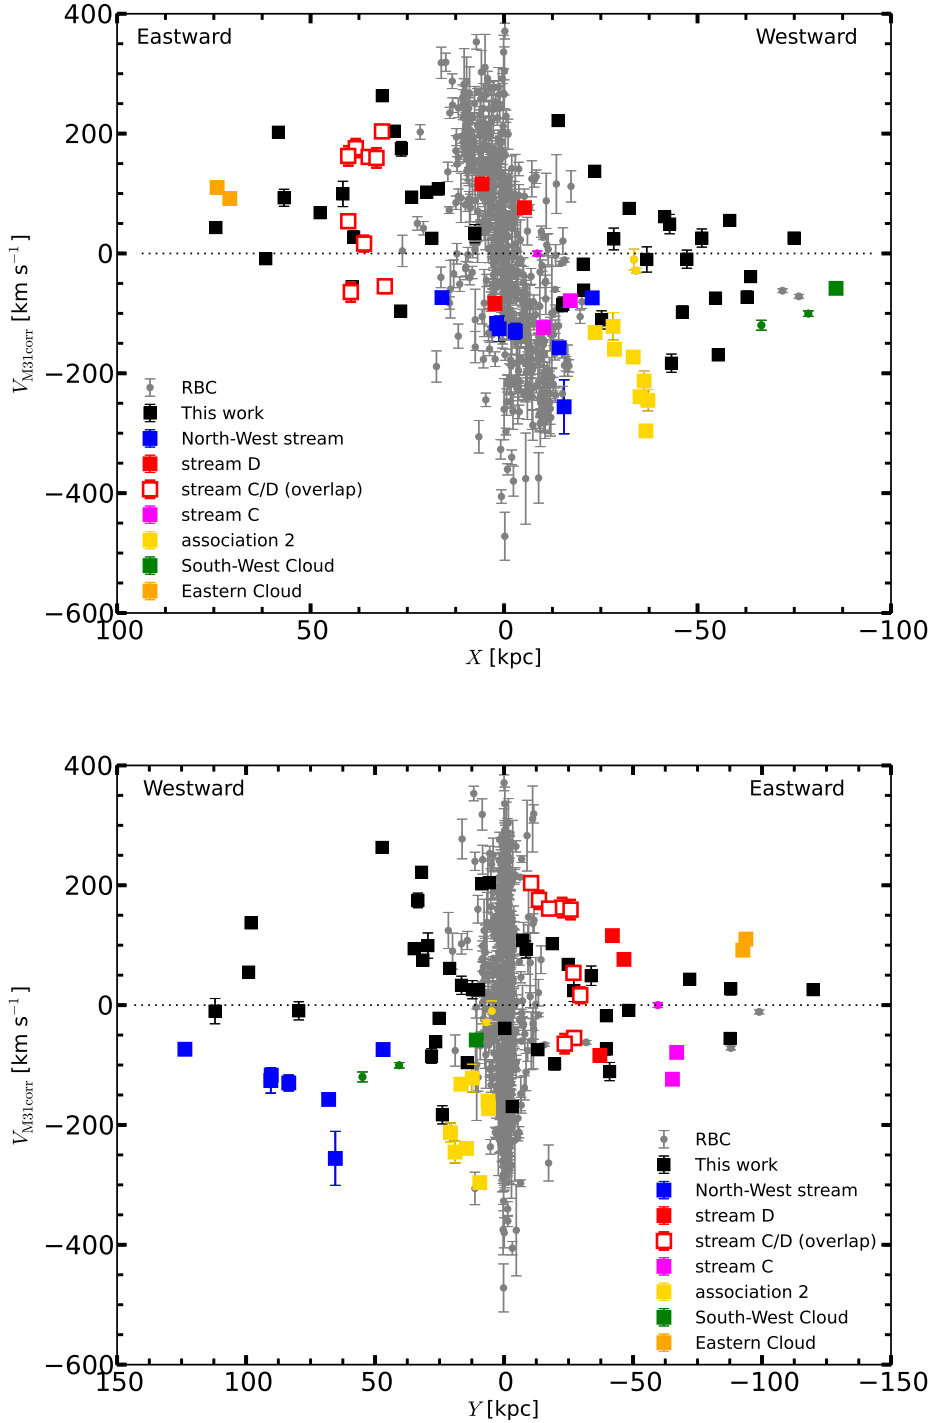 400
200
0
−200
−400
−600
V_M31corr [km s⁻¹]
Eastward
Westward
RBC
This work
North-West stream
stream D
stream C/D (overlap)
stream C
association 2
South-West Cloud
Eastern Cloud
100 50 0 −50 −100
X [kpc]
400
200
0
−200
−400
−600
V_M31corr [km s⁻¹]
Westward
Eastward
RBC
This work
North-West stream
stream D
stream C/D (overlap)
stream C
association 2
South-West Cloud
Eastern Cloud
150 100 50 0 −50 −100 −150
Y [kpc]